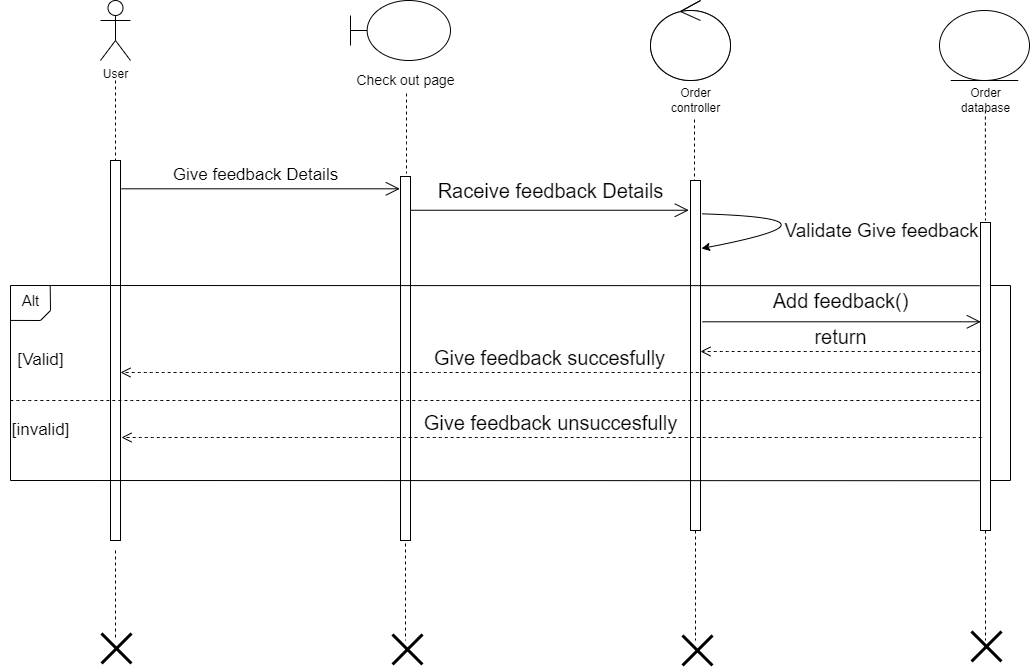 User
Check out page
Order
controller
Order
database
Give feedback Details
Raceive feedback Details
Validate Give feedback
Alt
Add feedback()
return
[Valid]
Give feedback succesfully
[invalid]
Give feedback unsuccesfully